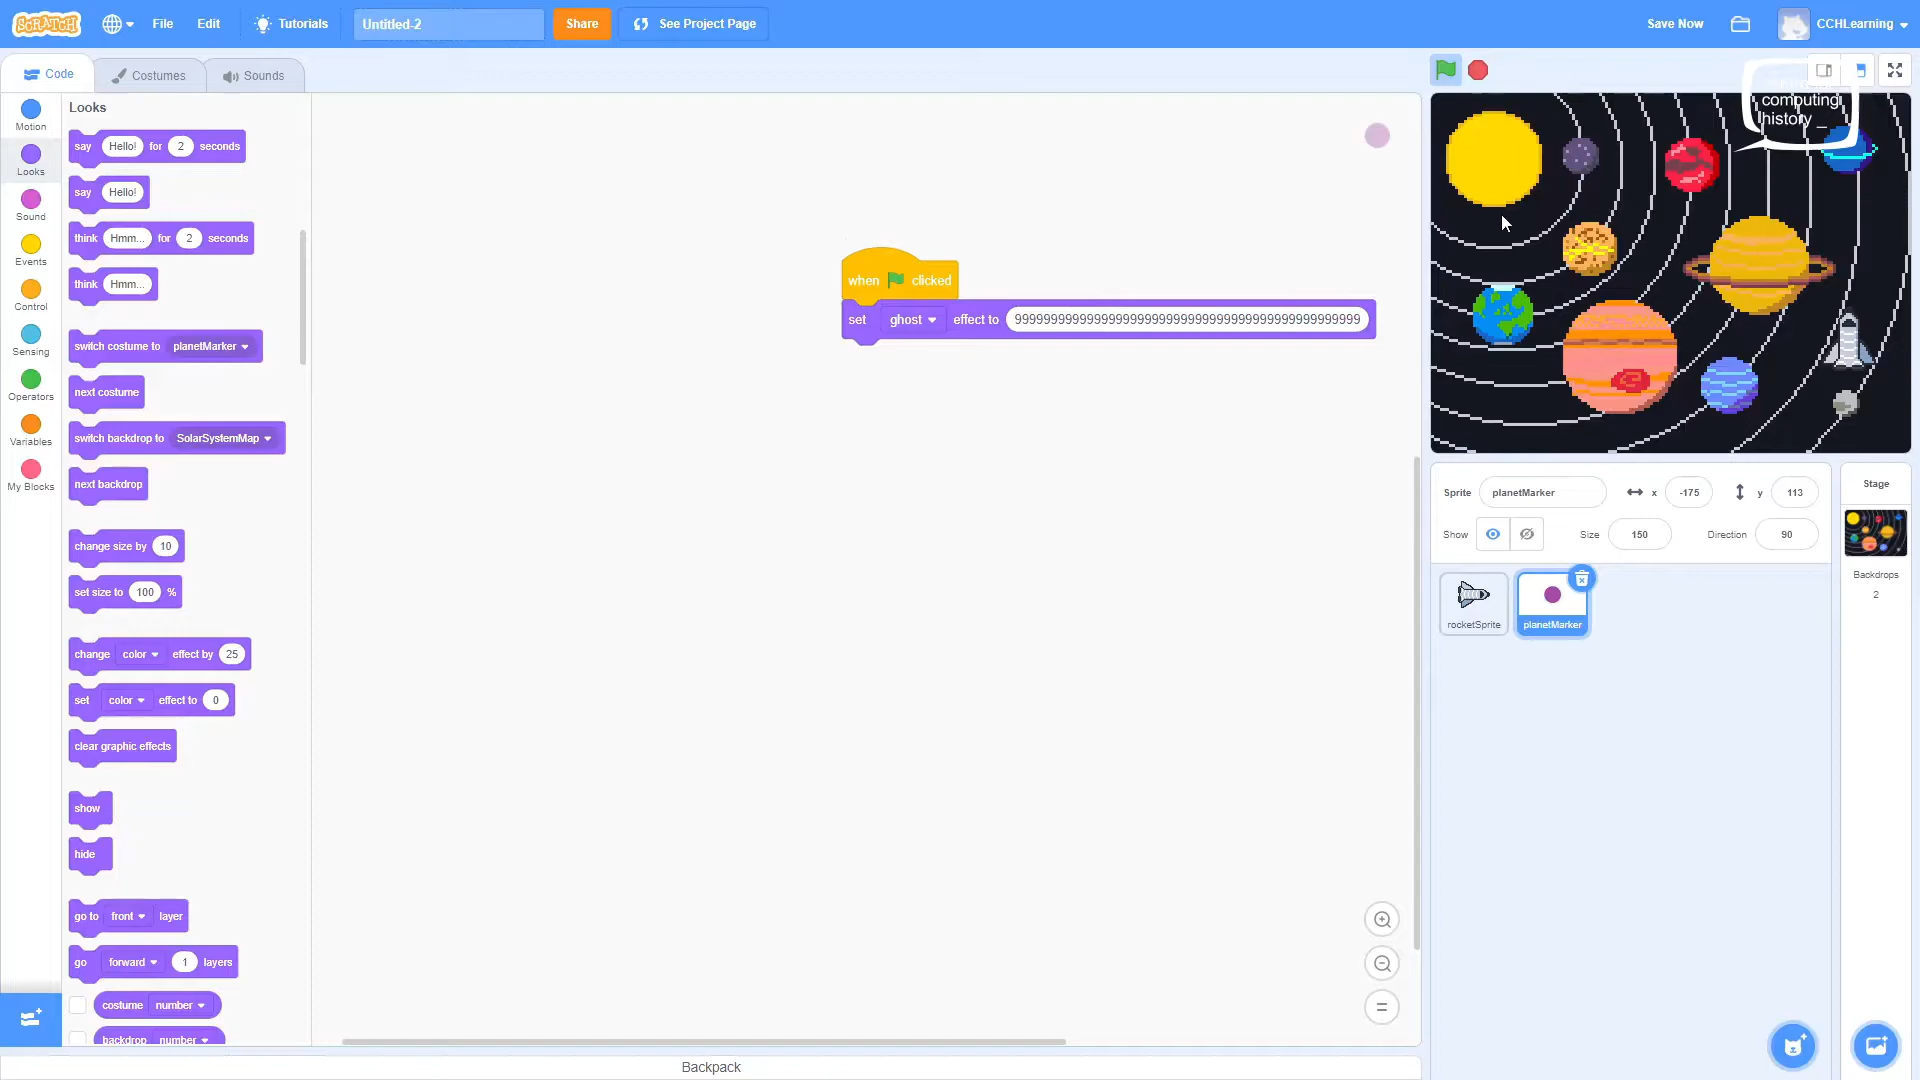 SCRATCH
File
Edit
Tutorials
Untitled-2
Share
See Project Page
Save Now
CCHLearning
Code
Costumes
Sounds
Motion
Looks
Sound
Events
Control
Sensing
Operators
Variables
My Blocks
Looks
say Hello! for 2 seconds
say Hello!
think Hmm... for 2 seconds
think Hmm...
switch costume to planetMarker
next costume
switch backdrop to SolarSystemMap
next backdrop
change size by 10
set size to 100 %
change color effect by 25
set color effect to 0
clear graphic effects
show
hide
go to front layer
go forward 1 layers
costume number
backdrop number
when clicked
set ghost effect to
Backpack
computing
history _
Sprite planetMarker x -175 y 113
Show Size 150 Direction 90
rocketSprite
planetMarker
Stage
Backdrops
2